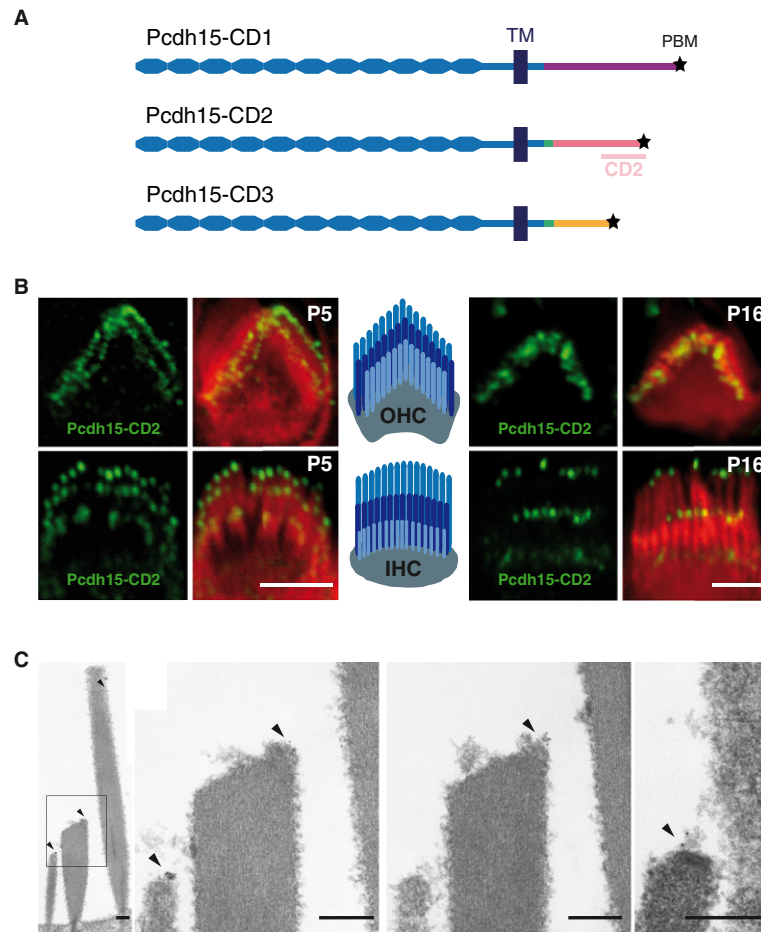 A
Pcdh15-CD1
TM
PBM
Pcdh15-CD2
CD2
Pcdh15-CD3
B
P5
Pcdh15-CD2
OHC
P16
Pcdh15-CD2
P5
Pcdh15-CD2
IHC
P16
Pcdh15-CD2
C